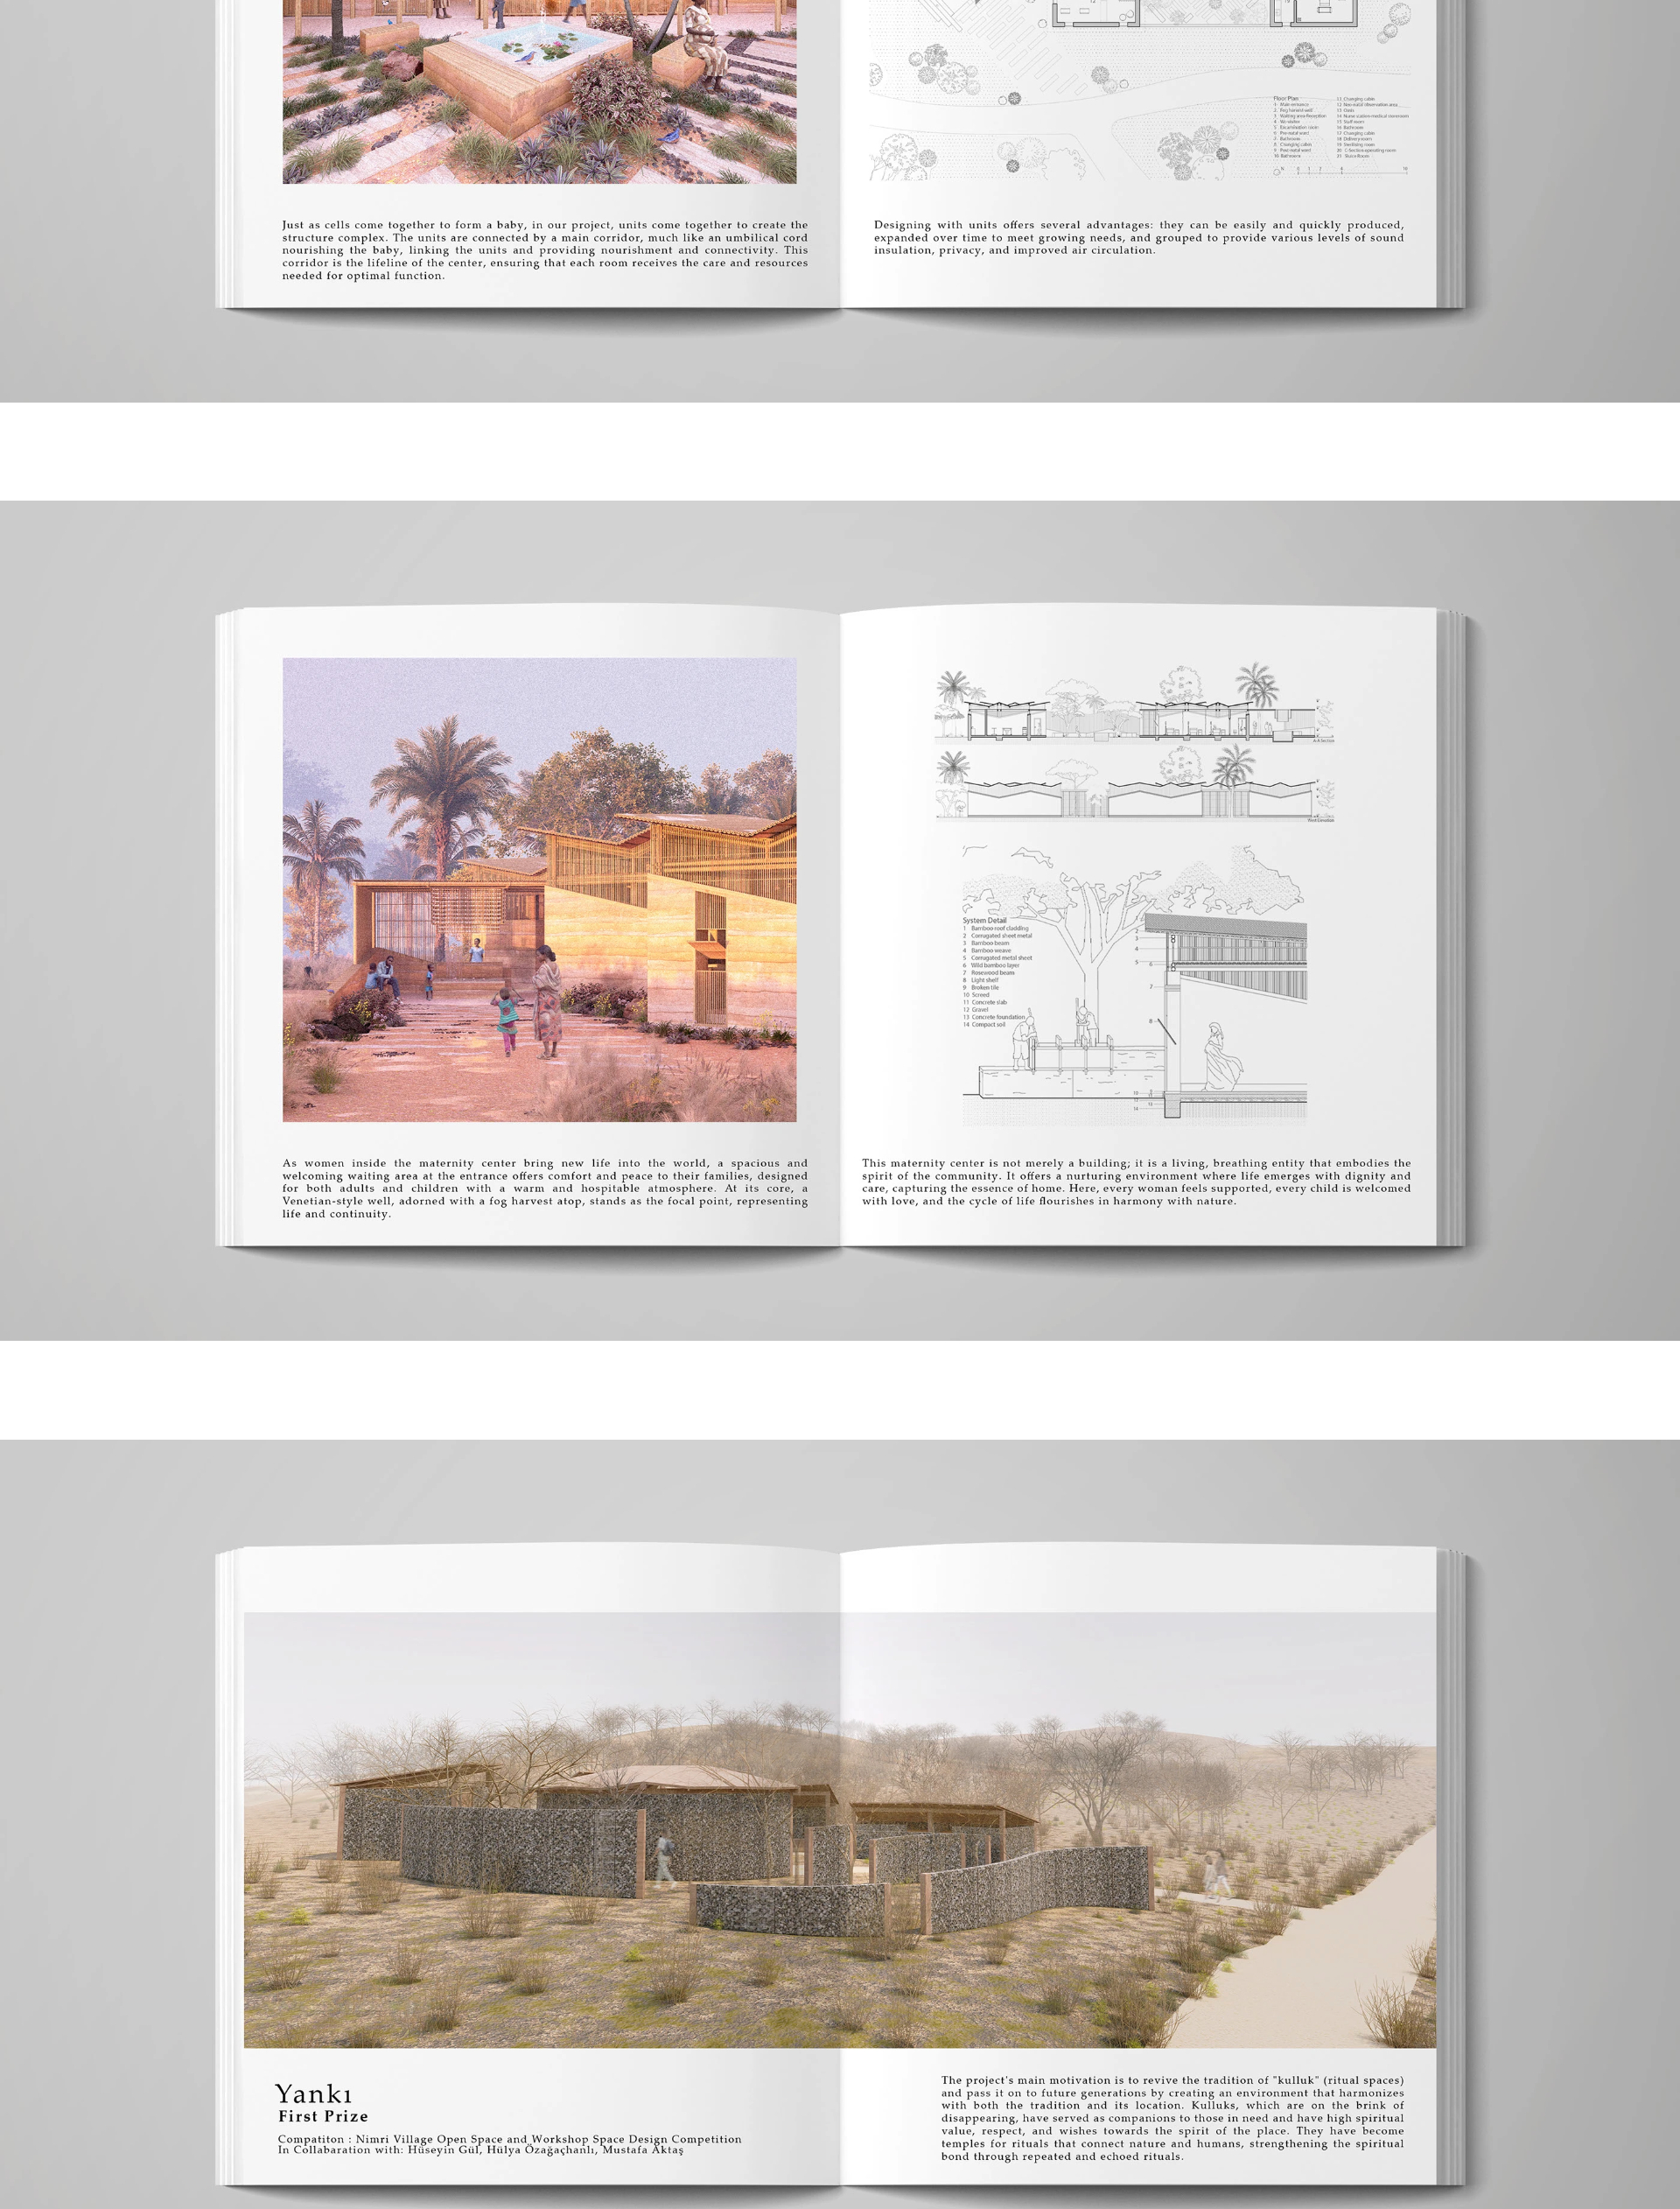 Floor Plan
1 Main entrance
2 Fog harvest well
3 Waiting area-Reception
4 Wc-visitor
5 Examination room
6 Pre-natal ward
7 Bathroom
8 Changing cabin
9 Post-natal ward
10 Bathroom
11 Changing cabin
12 Neo-natal observation area
13 Oasis
15 Staff room
16 Bathroom
17 Changing cabin
18 Delivery room
19 Sterilising room
20 C-Section operating room
Just as cells come together to form a baby, in our project, units come together to create the
structure complex. The units are connected by a main corridor, much like an umbilical cord
nourishing the baby, linking the units and providing nourishment and connectivity. This
corridor is the lifeline of the center, ensuring that each room receives the care and resources
needed for optimal function.
Designing with units offers several advantages: they can be easily and quickly produced,
expanded over time to meet growing needs, and grouped to provide various levels of sound
insulation, privacy, and improved air circulation.
A-A Section
West Elevation
System Detail
1 Bamboo roof cladding
2 Corrugated sheet metal
3 Bamboo beam
4 Bamboo weave
5 Corrugated metal sheet
6 Wild bamboo layer
7 Rosewood beam
8 Light shelf
9 Broken tile
10 Screed
11 Concrete slab
12 Gravel
13 Concrete foundation
14 Compact soil
As women inside the maternity center bring new life into the world, a spacious and
welcoming waiting area at the entrance offers comfort and peace to their families, designed
for both adults and children with a warm and hospitable atmosphere. At its core, a
Venetian-style well, adorned with a fog harvest atop, stands as the focal point, representing
life and continuity.
This maternity center is not merely a building; it is a living, breathing entity that embodies the
spirit of the community. It offers a nurturing environment where life emerges with dignity and
care, capturing the essence of home. Here, every woman feels supported, every child is welcomed
with love, and the cycle of life flourishes in harmony with nature.
Yankı
First Prize
Compatiton : Nimri Village Open Space and Workshop Space Design Competition
In Collabaration with: Hüseyin Gül, Hülya Özağaçhanlı, Mustafa Aktaş
The project's main motivation is to revive the tradition of "kulluk" (ritual spaces)
and pass it on to future generations by creating an environment that harmonizes
with both the tradition and its location. Kulluks, which are on the brink of
disappearing, have served as companions to those in need and have high spiritual
value, respect, and wishes towards the spirit of the place. They have become
temples for rituals that connect nature and humans, strengthening the spiritual
bond through repeated and echoed rituals.